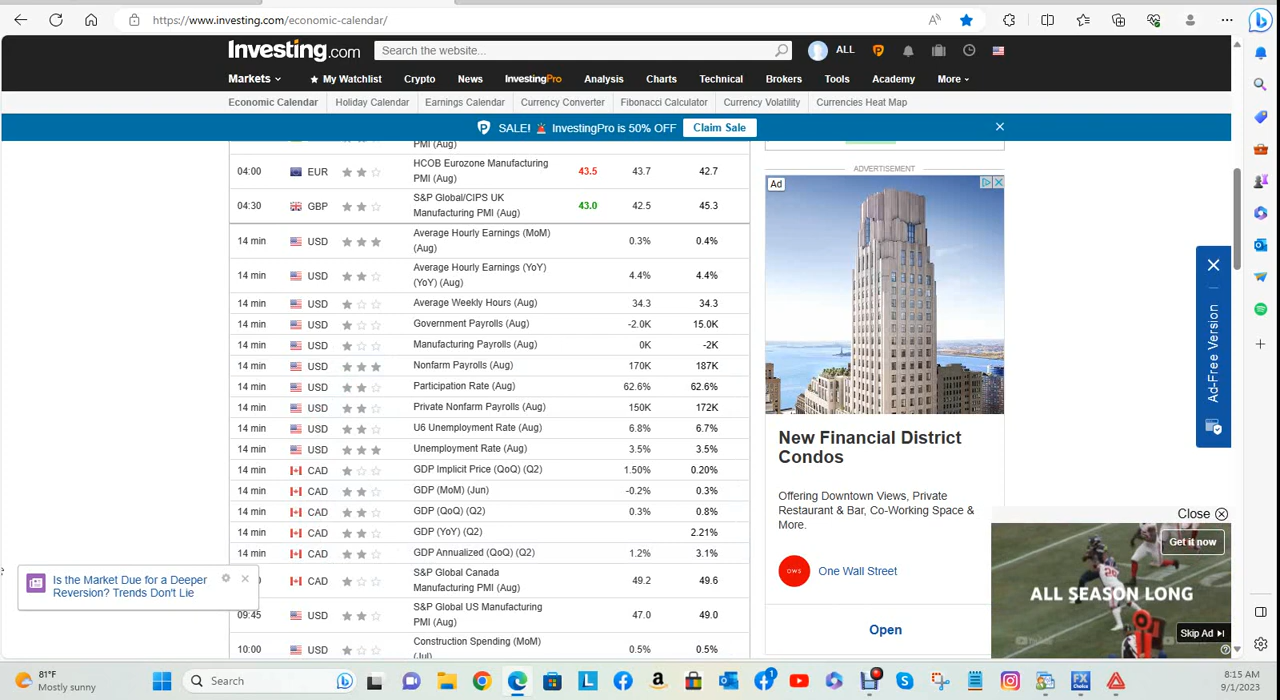 https://www.investing.com/economic-calendar/
Investing.com
Search the website...
ALL
Markets
My Watchlist
Crypto
News
InvestingPro
Analysis
Charts
Technical
Brokers
Tools
Academy
More
Economic Calendar
Holiday Calendar
Earnings Calendar
Currency Converter
Fibonacci Calculator
Currency Volatility
Currencies Heat Map
SALE! InvestingPro is 50% OFF
Claim Sale
PMI (Aug)
04:00 EUR HCOB Eurozone Manufacturing 43.5 43.7 42.7
PMI (Aug)
04:30 GBP S&P Global/CIPS UK 43.0 42.5 45.3
Manufacturing PMI (Aug)
14 min USD Average Hourly Earnings (MoM) 0.3% 0.4%
(Aug)
14 min USD Average Hourly Earnings (YoY) 4.4% 4.4%
(YoY) (Aug)
14 min USD Average Weekly Hours (Aug) 34.3 34.3
14 min USD Government Payrolls (Aug) -2.0K 15.0K
14 min USD Manufacturing Payrolls (Aug) 0K -2K
14 min USD Nonfarm Payrolls (Aug) 170K 187K
14 min USD Participation Rate (Aug) 62.6% 62.6%
14 min USD Private Nonfarm Payrolls (Aug) 150K 172K
14 min USD U6 Unemployment Rate (Aug) 6.8% 6.7%
14 min USD Unemployment Rate (Aug) 3.5% 3.5%
14 min CAD GDP Implicit Price (QoQ) (Q2) 1.50% 0.20%
14 min CAD GDP (MoM) (Jun) -0.2% 0.3%
14 min CAD GDP (QoQ) (Q2) 0.3% 0.8%
14 min CAD GDP (YoY) (Q2) 2.21%
14 min CAD GDP Annualized (QoQ) (Q2) 1.2% 3.1%
CAD S&P Global Canada 49.2 49.6
Manufacturing PMI (Aug)
09:45 USD S&P Global US Manufacturing 47.0 49.0
PMI (Aug)
10:00 USD Construction Spending (MoM) 0.5% 0.5%
(Jul)
Is the Market Due for a Deeper
Reversion? Trends Don't Lie
ADVERTISEMENT
Ad
New Financial District
Condos
Offering Downtown Views, Private
Restaurant & Bar, Co-Working Space &
More.
OWS
One Wall Street
Open
Ad-Free Version
Close
Get it now
ALL SEASON LONG
YouTube
Skip Ad
81°F
Mostly sunny
Search
L
1
FX
Choice
8:15 AM
9/1/2023